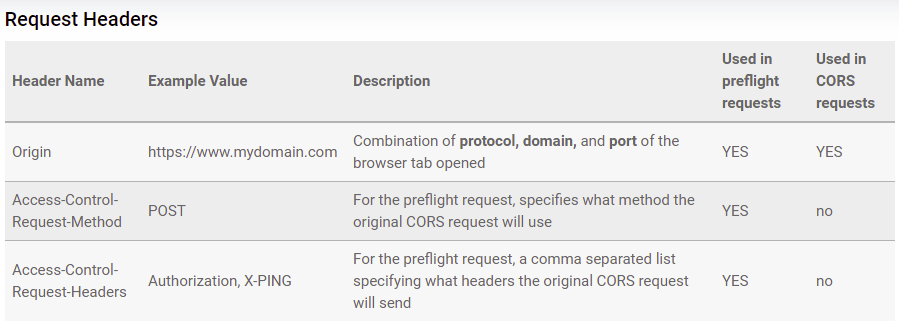 Request Headers
Header Name Example Value Description Used in preflight requests Used in CORS requests
Origin https://www.mydomain.com Combination of protocol, domain, and port of the browser tab opened YES YES
Access-Control-Request-Method POST For the preflight request, specifies what method the original CORS request will use YES no
Access-Control-Request-Headers Authorization, X-PING For the preflight request, a comma separated list specifying what headers the original CORS request will send YES no